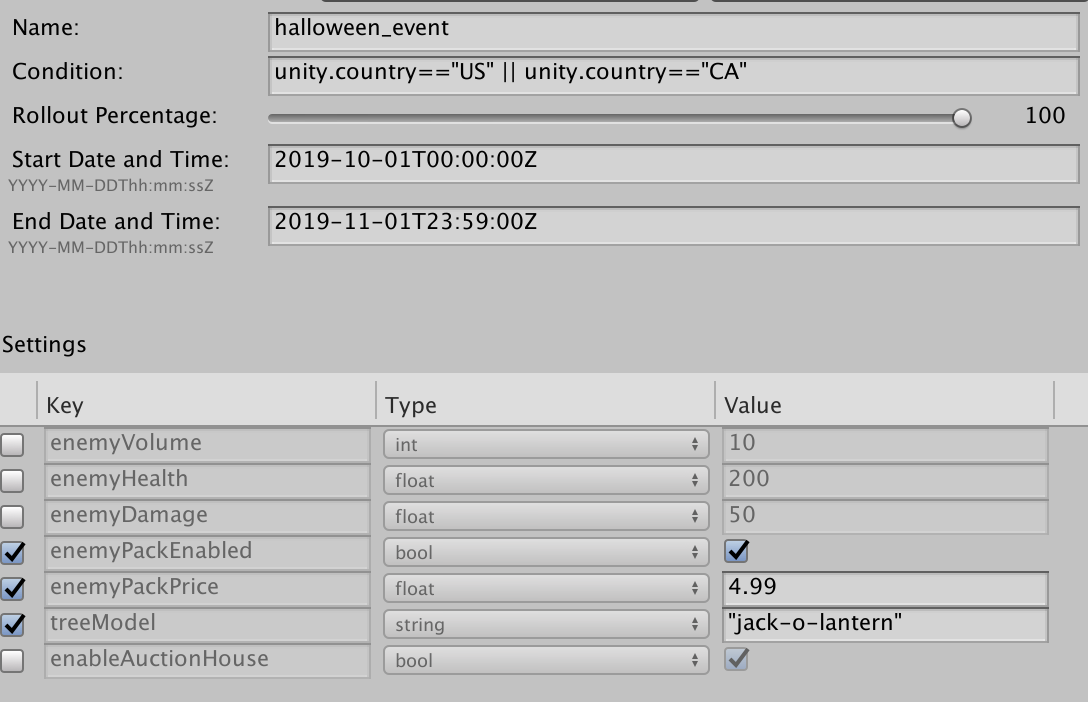 Name: halloween_event
Condition: unity.country=="US" || unity.country=="CA"
Rollout Percentage: 100
Start Date and Time: 2019-10-01T00:00:00Z
YYYY-MM-DDThh:mm:ssZ
End Date and Time: 2019-11-01T23:59:00Z
YYYY-MM-DDThh:mm:ssZ
Settings
Key Type Value
enemyVolume int 10
enemyHealth float 200
enemyDamage float 50
enemyPackEnabled bool
enemyPackPrice float 4.99
treeModel string "jack-o-lantern"
enableAuctionHouse bool